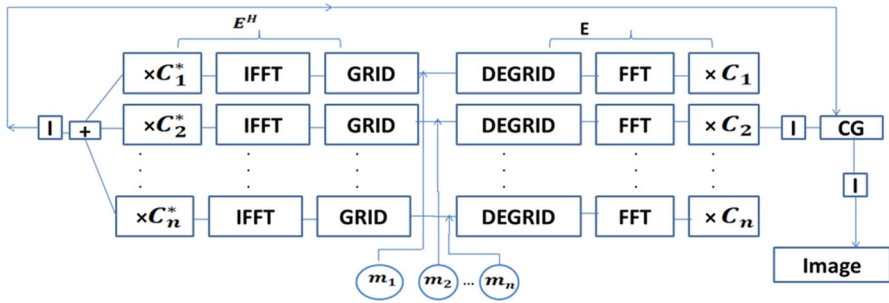 E^H E
×C_1^* IFFT GRID DEGRID FFT ×C_1
I + ×C_2^* IFFT GRID DEGRID FFT ×C_2 I CG
I
×C_n^* IFFT GRID DEGRID FFT ×C_n
Image
m_1 m_2 ... m_n